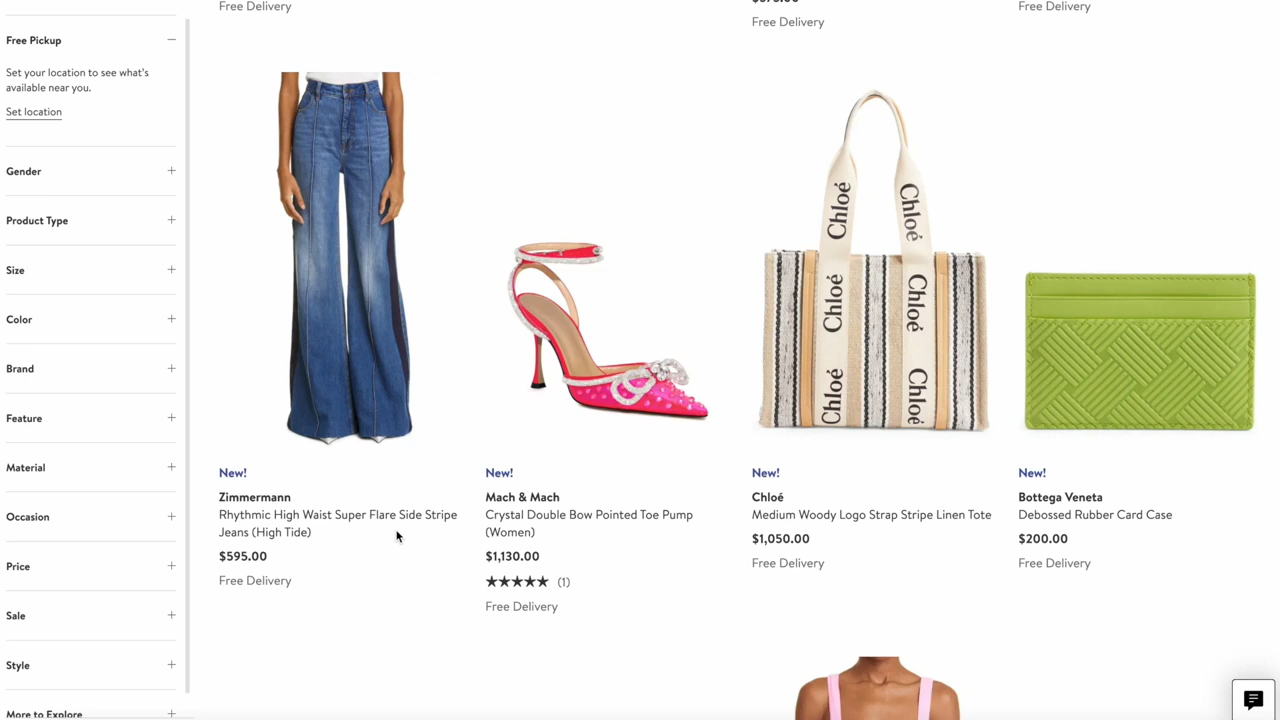 Free Delivery
$575.00
Free Delivery
Free Delivery
Free Pickup
Set your location to see what's
available near you.
Set location
Gender
Product Type
Size
Color
Brand
Feature
Material
Occasion
Price
Sale
Style
More to Explore
Chloé
Chloé
Chloé
Chloé
Chloé
Chloé
New!
Zimmermann
Rhythmic High Waist Super Flare Side Stripe
Jeans (High Tide)
$595.00
Free Delivery
New!
Mach & Mach
Crystal Double Bow Pointed Toe Pump
(Women)
$1,130.00
★★★★★ (1)
Free Delivery
New!
Chloé
Medium Woody Logo Strap Stripe Linen Tote
$1,050.00
Free Delivery
New!
Bottega Veneta
Debossed Rubber Card Case
$200.00
Free Delivery